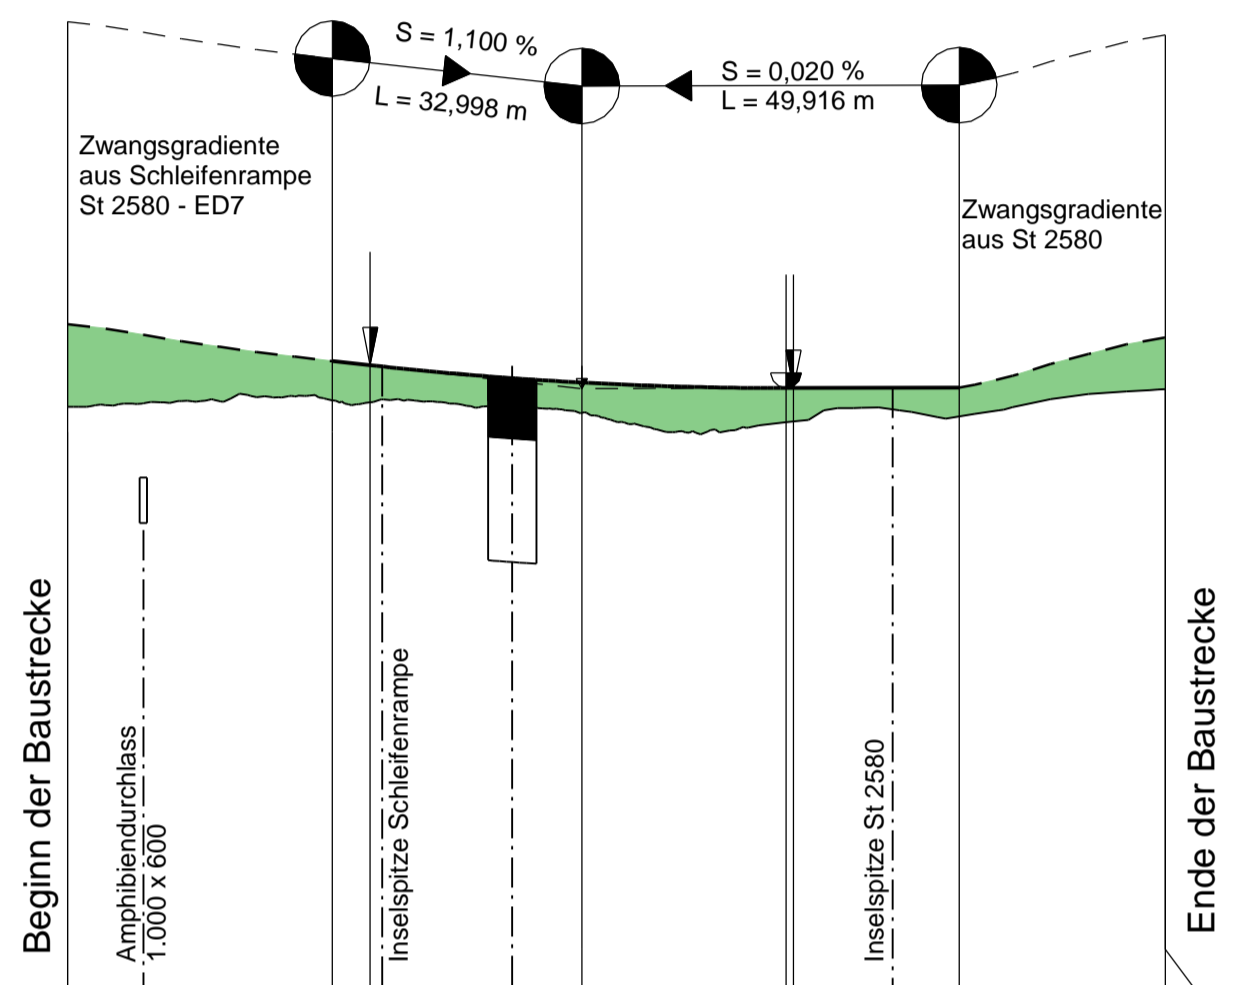 S = 1,100 %
L = 32,998 m
S = 0,020 %
L = 49,916 m
Zwangsgradiente
aus Schleifenrampe
St 2580 - ED7
Zwangsgradiente
aus St 2580
Beginn der Baustrecke
Amphibiendurchlass
1.000 x 600
Inselspitze Schleifenrampe
Inselspitze St 2580
Ende der Baustrecke